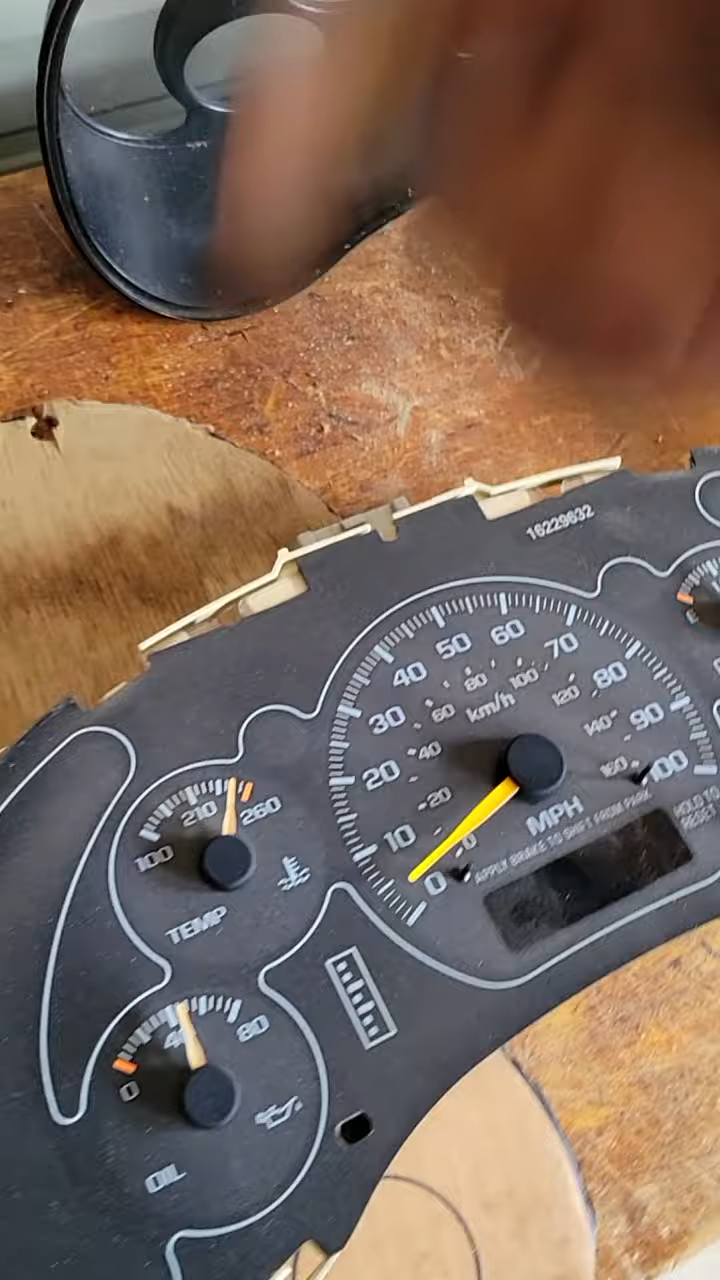 16229632
40 50 60 70
30 60 80 100 120 80
km/h
20 40 140 90
20 160 100
10 0 MPH
0 APPLY BRAKE TO SHIFT FROM PARK
HOLD TO
RESET
E
100 210 260
TEMP
0 40 80
OIL